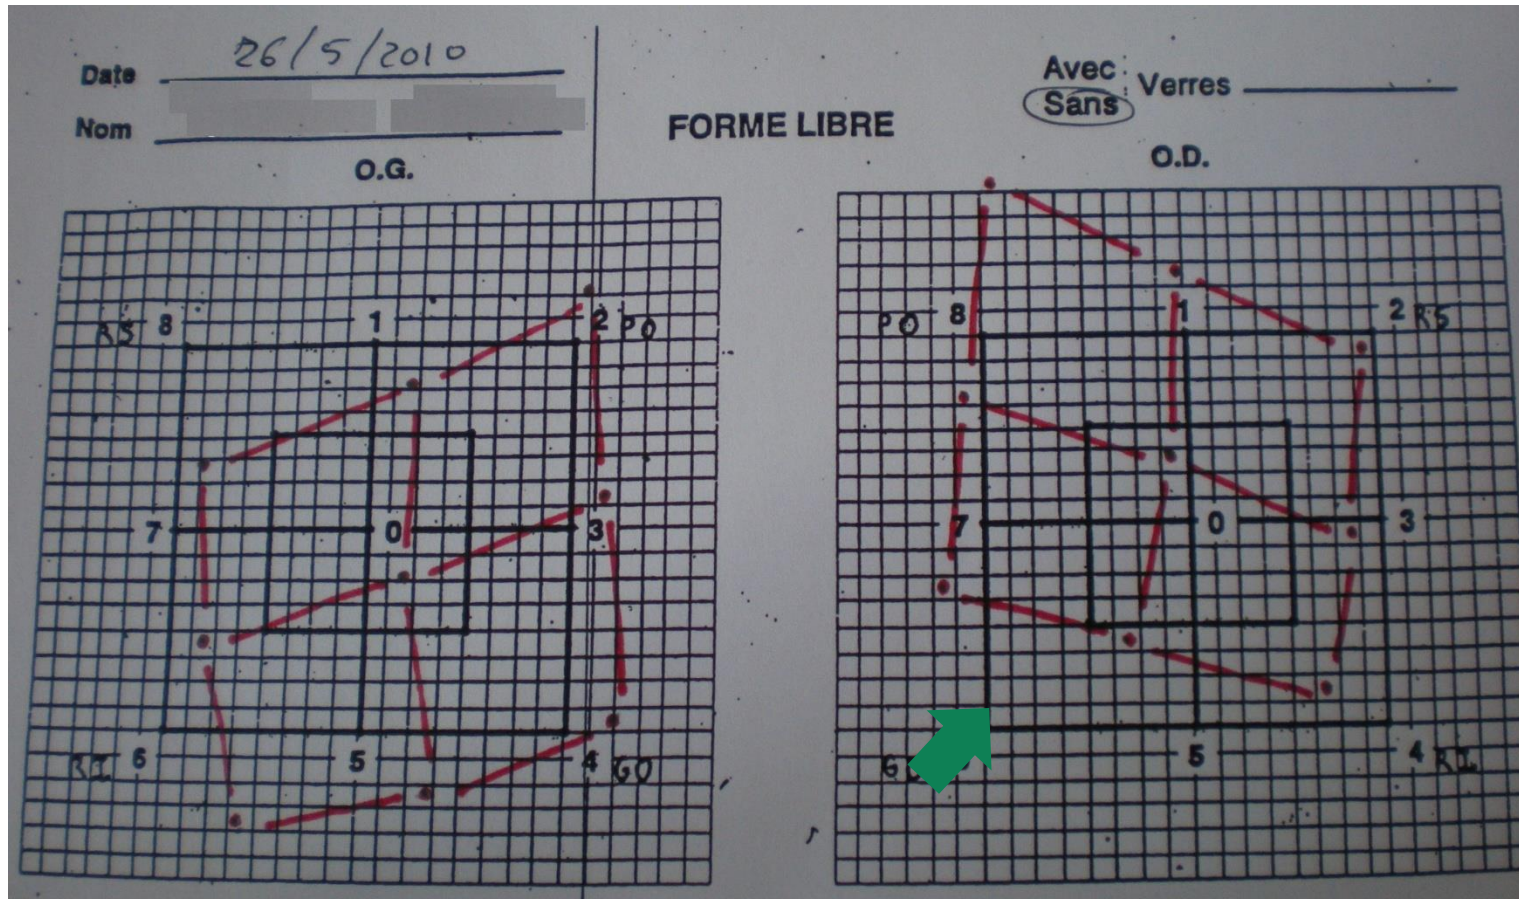 Date 26/5/2010
Nom
Avec
Sans Verres
FORME LIBRE
O.G.
O.D.
RS 8 1 2 PO
PO 8 1 2 RS
7 0 3
7 0 3
RI 6 5 4 GO
5 4 RI